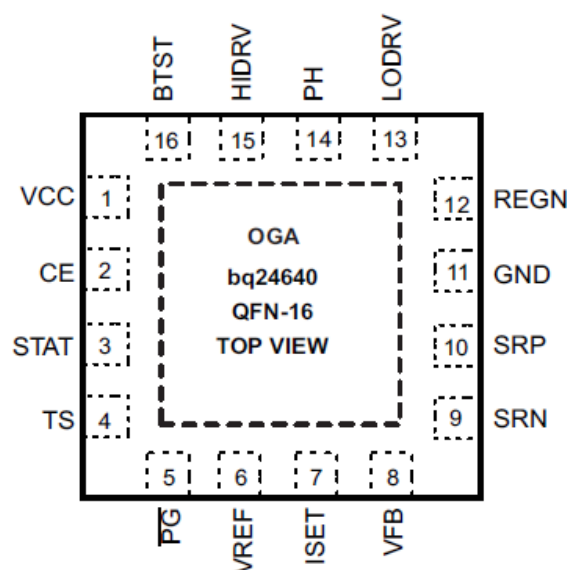 BTST
HIDRV
PH
LODRV
16
15
14
13
VCC 1
12 REGN
CE 2
11 GND
STAT 3
10 SRP
TS 4
9 SRN
OGA
bq24640
QFN-16
TOP VIEW
5
6
7
8
P̅G̅
VREF
ISET
VFB